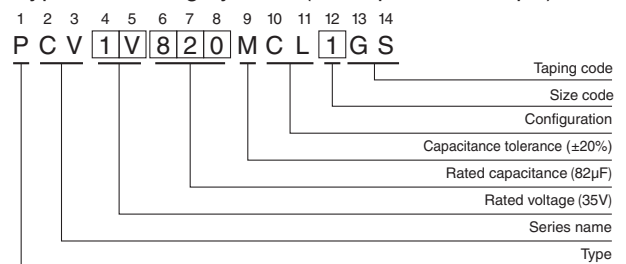 1 2 3 4 5 6 7 8 9 10 11 12 13 14
P C V 1 V 8 2 0 M C L 1 G S
Taping code
Size code
Configuration
Capacitance tolerance (±20%)
Rated capacitance (82µF)
Rated voltage (35V)
Series name
Type